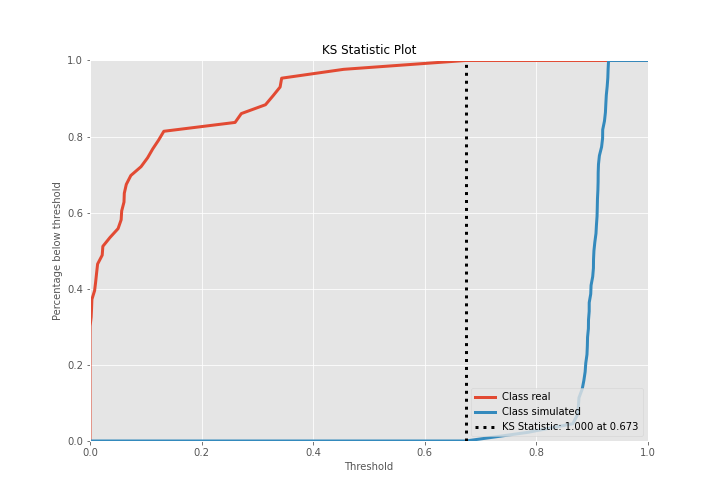 KS Statistic Plot
1.0
0.8
0.6
0.4
0.2
0.0
Percentage below threshold
0.0 0.2 0.4 0.6 0.8 1.0
Threshold
Class real
Class simulated
KS Statistic: 1.000 at 0.673